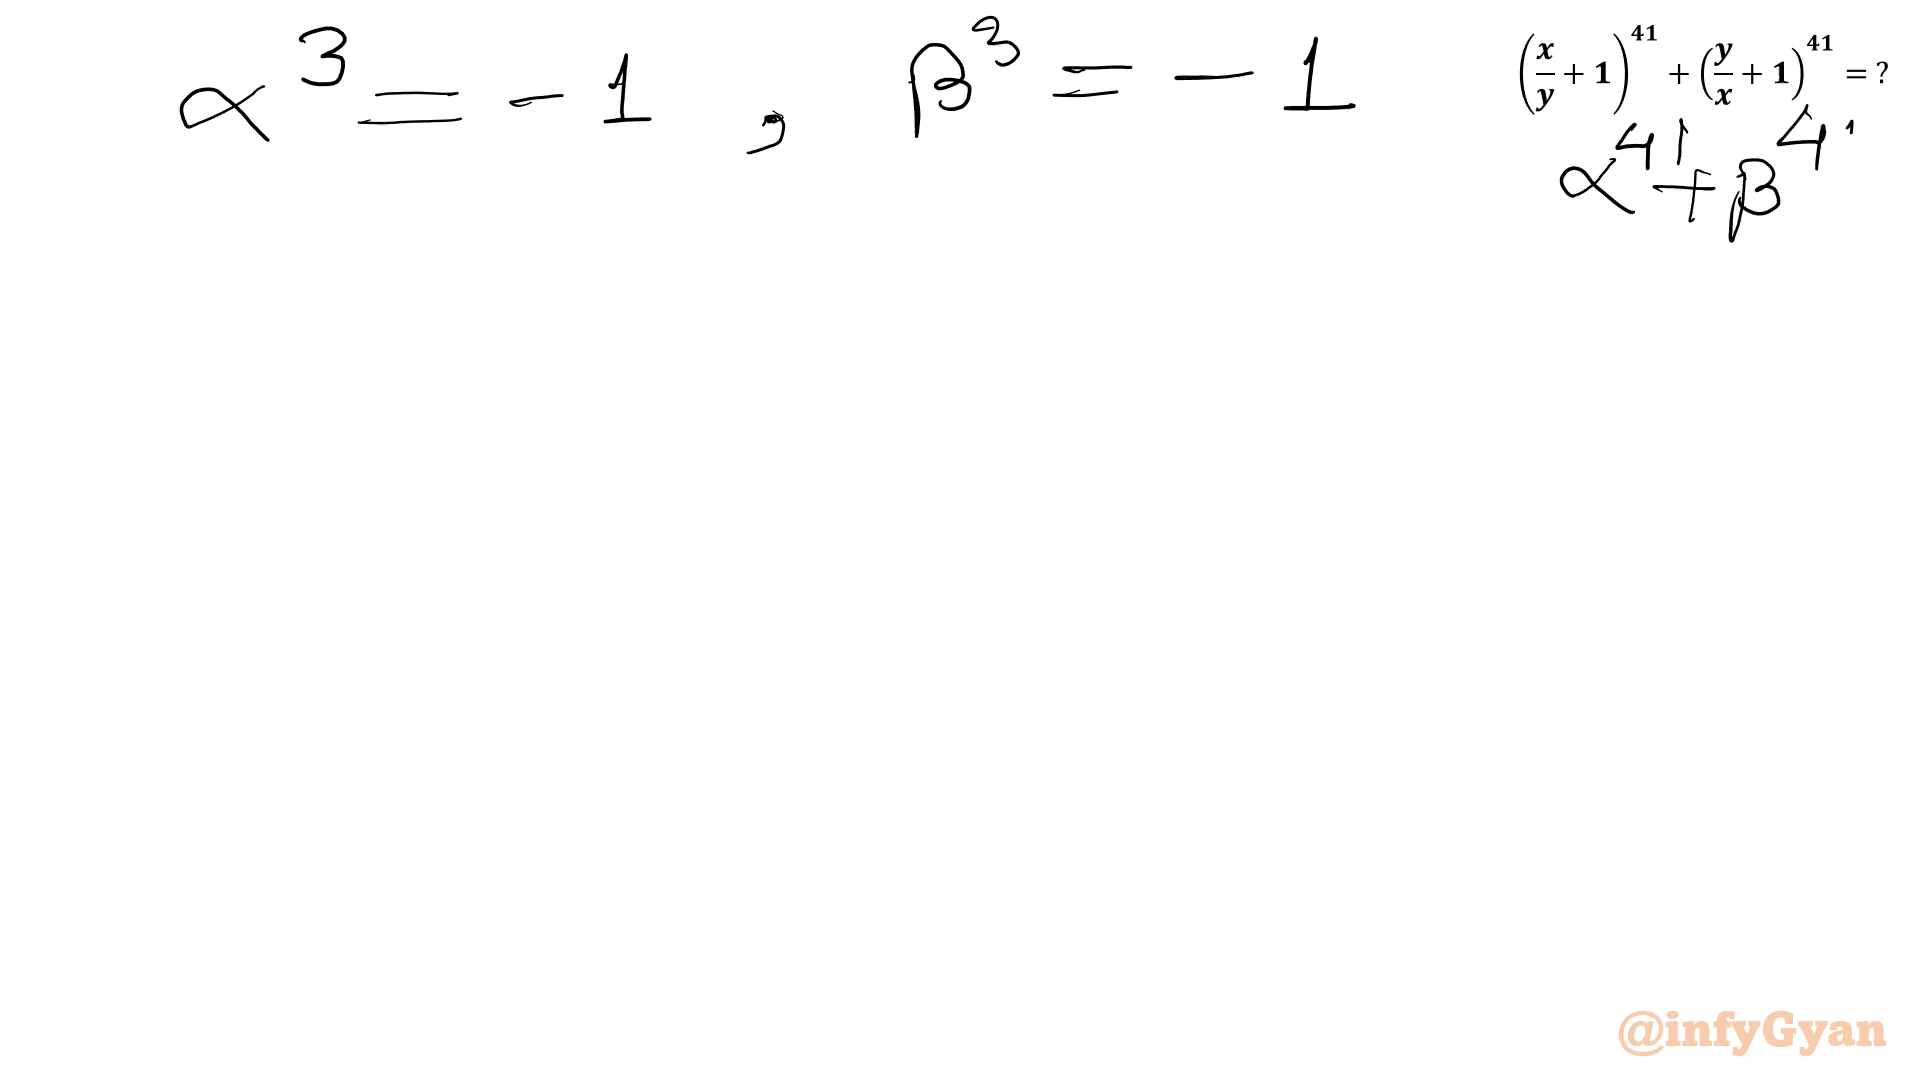 α³ = - 1 , β³ = - 1
(x/y + 1)⁴¹ + (y/x + 1)⁴¹ = ?
α⁴¹ + β⁴¹
@infyGyan